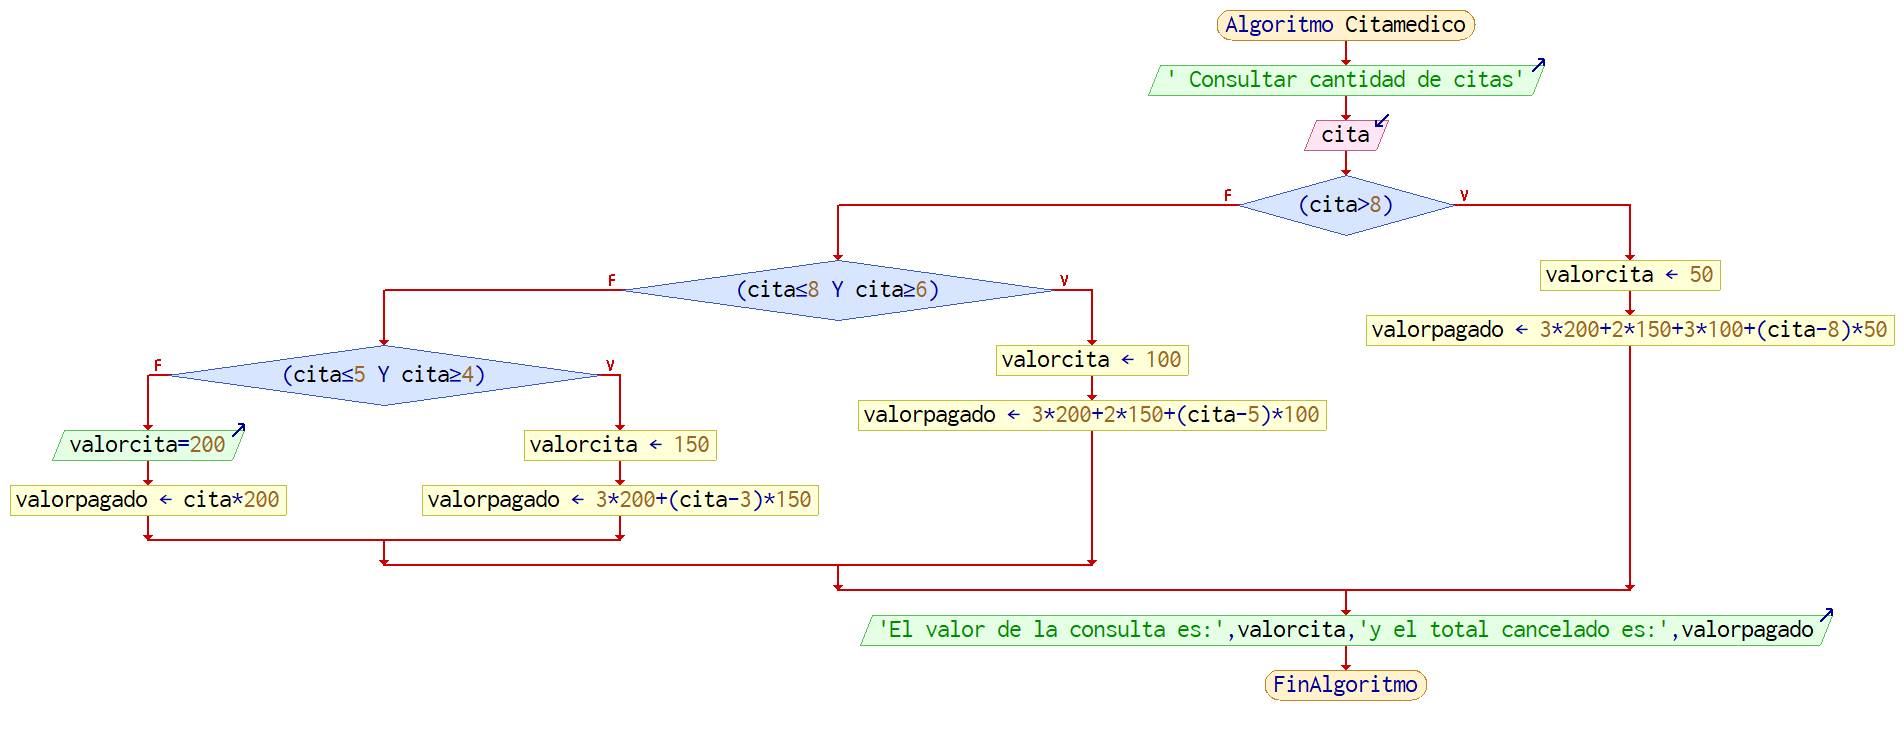 Algoritmo Citamedico
' Consultar cantidad de citas'
cita
(cita>8)
F
V
valorcita ← 50
valorpagado ← 3*200+2*150+3*100+(cita-8)*50
(cita≤8 Y cita≥6)
F
V
valorcita ← 100
valorpagado ← 3*200+2*150+(cita-5)*100
(cita≤5 Y cita≥4)
F
V
valorcita=200
valorpagado ← cita*200
valorcita ← 150
valorpagado ← 3*200+(cita-3)*150
'El valor de la consulta es:',valorcita,'y el total cancelado es:',valorpagado
FinAlgoritmo